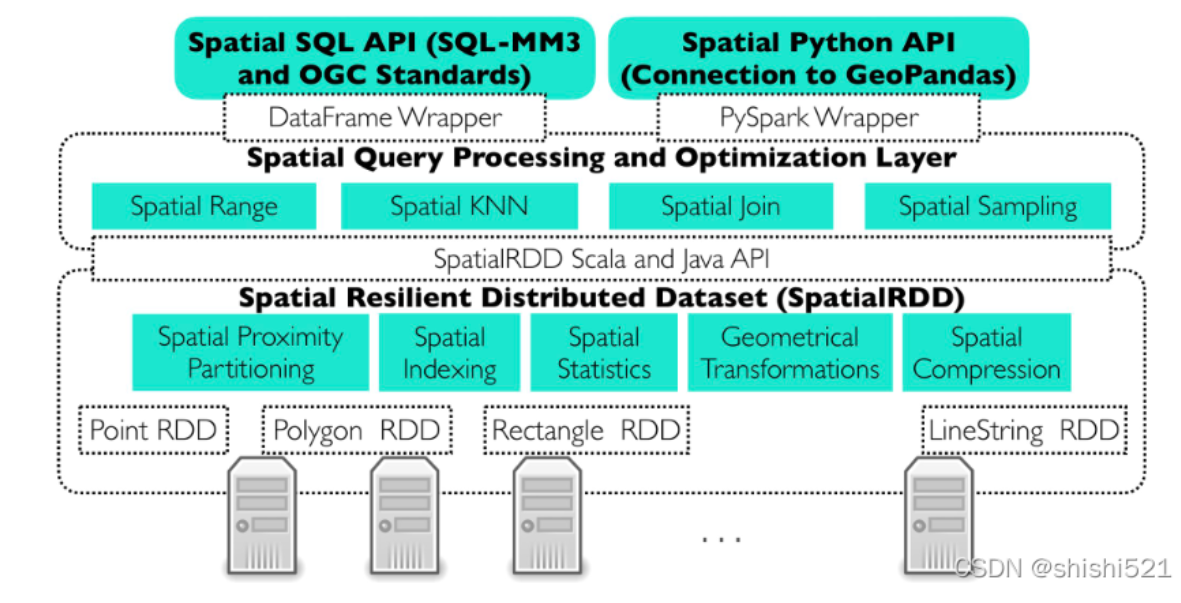 Spatial SQL API (SQL-MM3
and OGC Standards)
Spatial Python API
(Connection to GeoPandas)
DataFrame Wrapper
PySpark Wrapper
Spatial Query Processing and Optimization Layer
Spatial Range
Spatial KNN
Spatial Join
Spatial Sampling
SpatialRDD Scala and Java API
Spatial Resilient Distributed Dataset (SpatialRDD)
Spatial Proximity
Partitioning
Spatial
Indexing
Spatial
Statistics
Geometrical
Transformations
Spatial
Compression
Point RDD
Polygon RDD
Rectangle RDD
LineString RDD
...
CSDN @shishi521